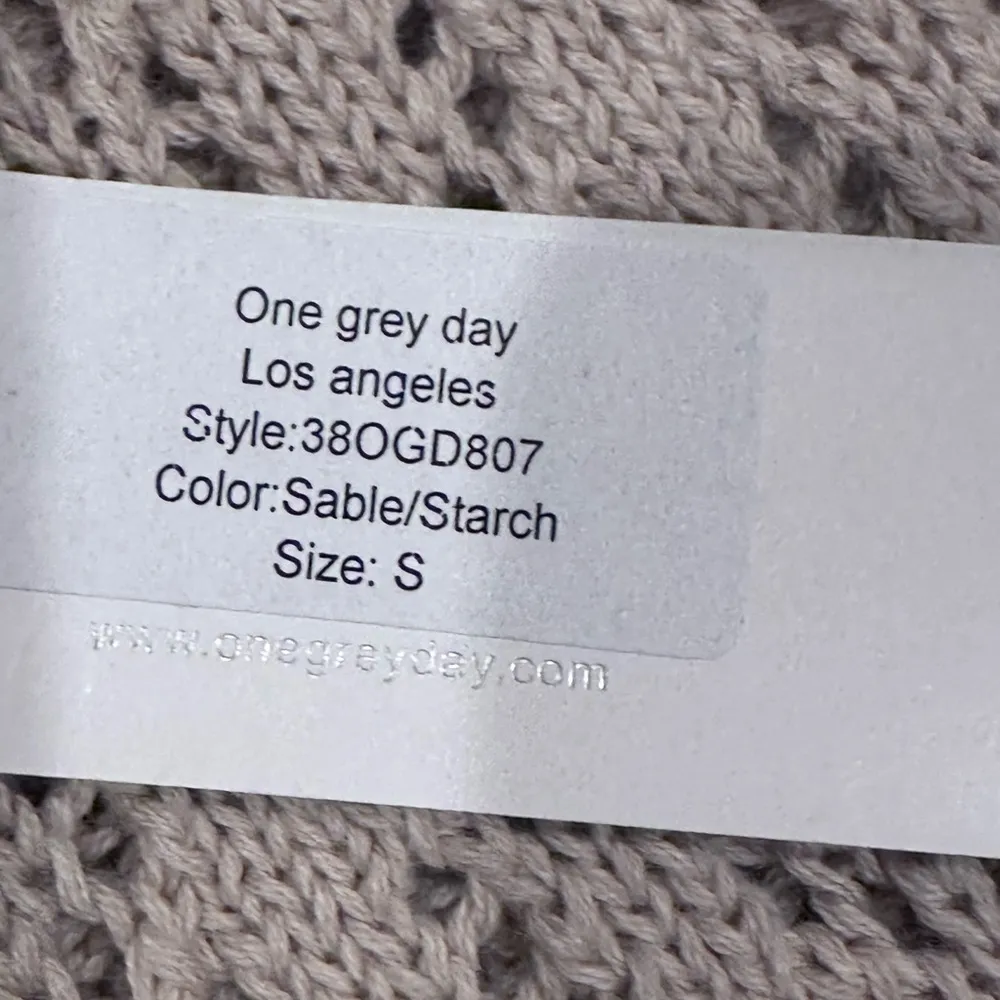 One grey day
Los angeles
Style:38OGD807
Color:Sable/Starch
Size: S
www.onegreyday.com